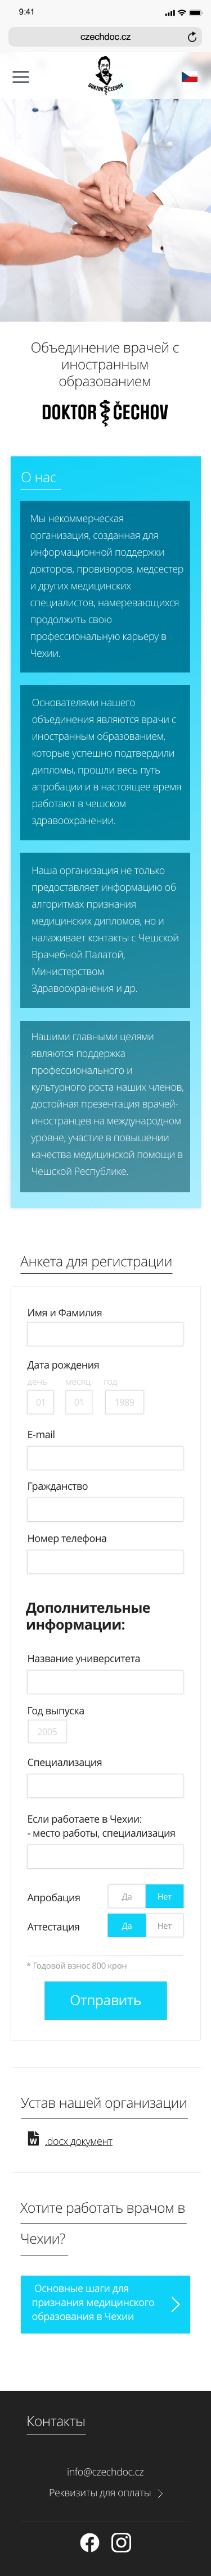 9:41
czechdoc.cz
DOKTOR ČECHOV
Объединение врачей с
иностранным
образованием
DOKTOR ČECHOV
О нас
Мы некоммерческая
организация, созданная для
информационной поддержки
докторов, провизоров, медсестер
и других медицинских
специалистов, намеревающихся
продолжить свою
профессиональную карьеру в
Чехии.
Основателями нашего
объединения являются врачи с
иностранным образованием,
которые успешно подтвердили
дипломы, прошли весь путь
апробации и в настоящее время
работают в чешском
здравоохранении.
Наша организация не только
предоставляет информацию об
алгоритмах признания
медицинских дипломов, но и
налаживает контакты с Чешской
Врачебной Палатой,
Министерством
Здравоохранения и др.
Нашими главными целями
являются поддержка
профессионального и
культурного роста наших членов,
достойная презентация врачей-
иностранцев на международном
уровне, участие в повышении
качества медицинской помощи в
Чешской Республике.
Анкета для регистрации
Имя и Фамилия
Дата рождения
день месяц год
01 01 1989
E-mail
Гражданство
Номер телефона
Дополнительные
информации:
Название университета
Год выпуска
2005
Специализация
Если работаете в Чехии:
- место работы, специализация
Апробация Да Нет
Аттестация Да Нет
* Годовой взнос 800 крон
Отправить
Устав нашей организации
.docx документ
Хотите работать врачом в
Чехии?
Основные шаги для
признания медицинского
образования в Чехии
Контакты
info@czechdoc.cz
Реквизиты для оплаты